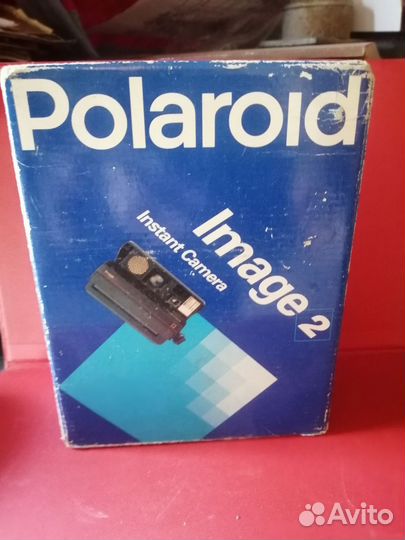 Polaroid
Image 2
Instant Camera
Avito